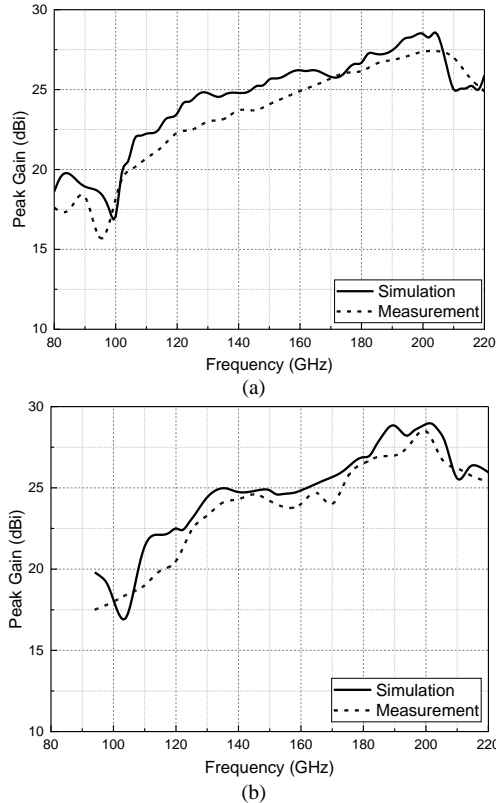 30
25
20
15
10
Peak Gain (dBi)
Simulation
Measurement
80 100 120 140 160 180 200 220
Frequency (GHz)
(a)
30
25
20
15
10
Peak Gain (dBi)
Simulation
Measurement
80 100 120 140 160 180 200 220
Frequency (GHz)
(b)